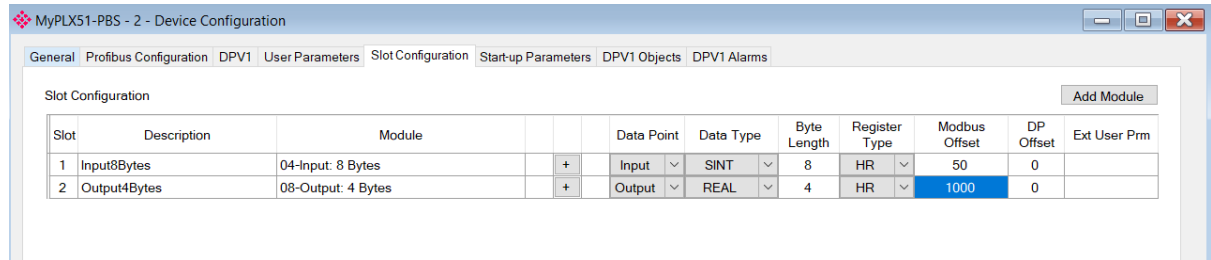 MyPLX51-PBS - 2 - Device Configuration
General Profibus Configuration DPV1 User Parameters Slot Configuration Start-up Parameters DPV1 Objects DPV1 Alarms
Slot Configuration Add Module
Slot Description Module Data Point Data Type Byte Length Register Type Modbus Offset DP Offset Ext User Prm
1 Input8Bytes 04-Input: 8 Bytes + Input SINT 8 HR 50 0
2 Output4Bytes 08-Output: 4 Bytes + Output REAL 4 HR 1000 0